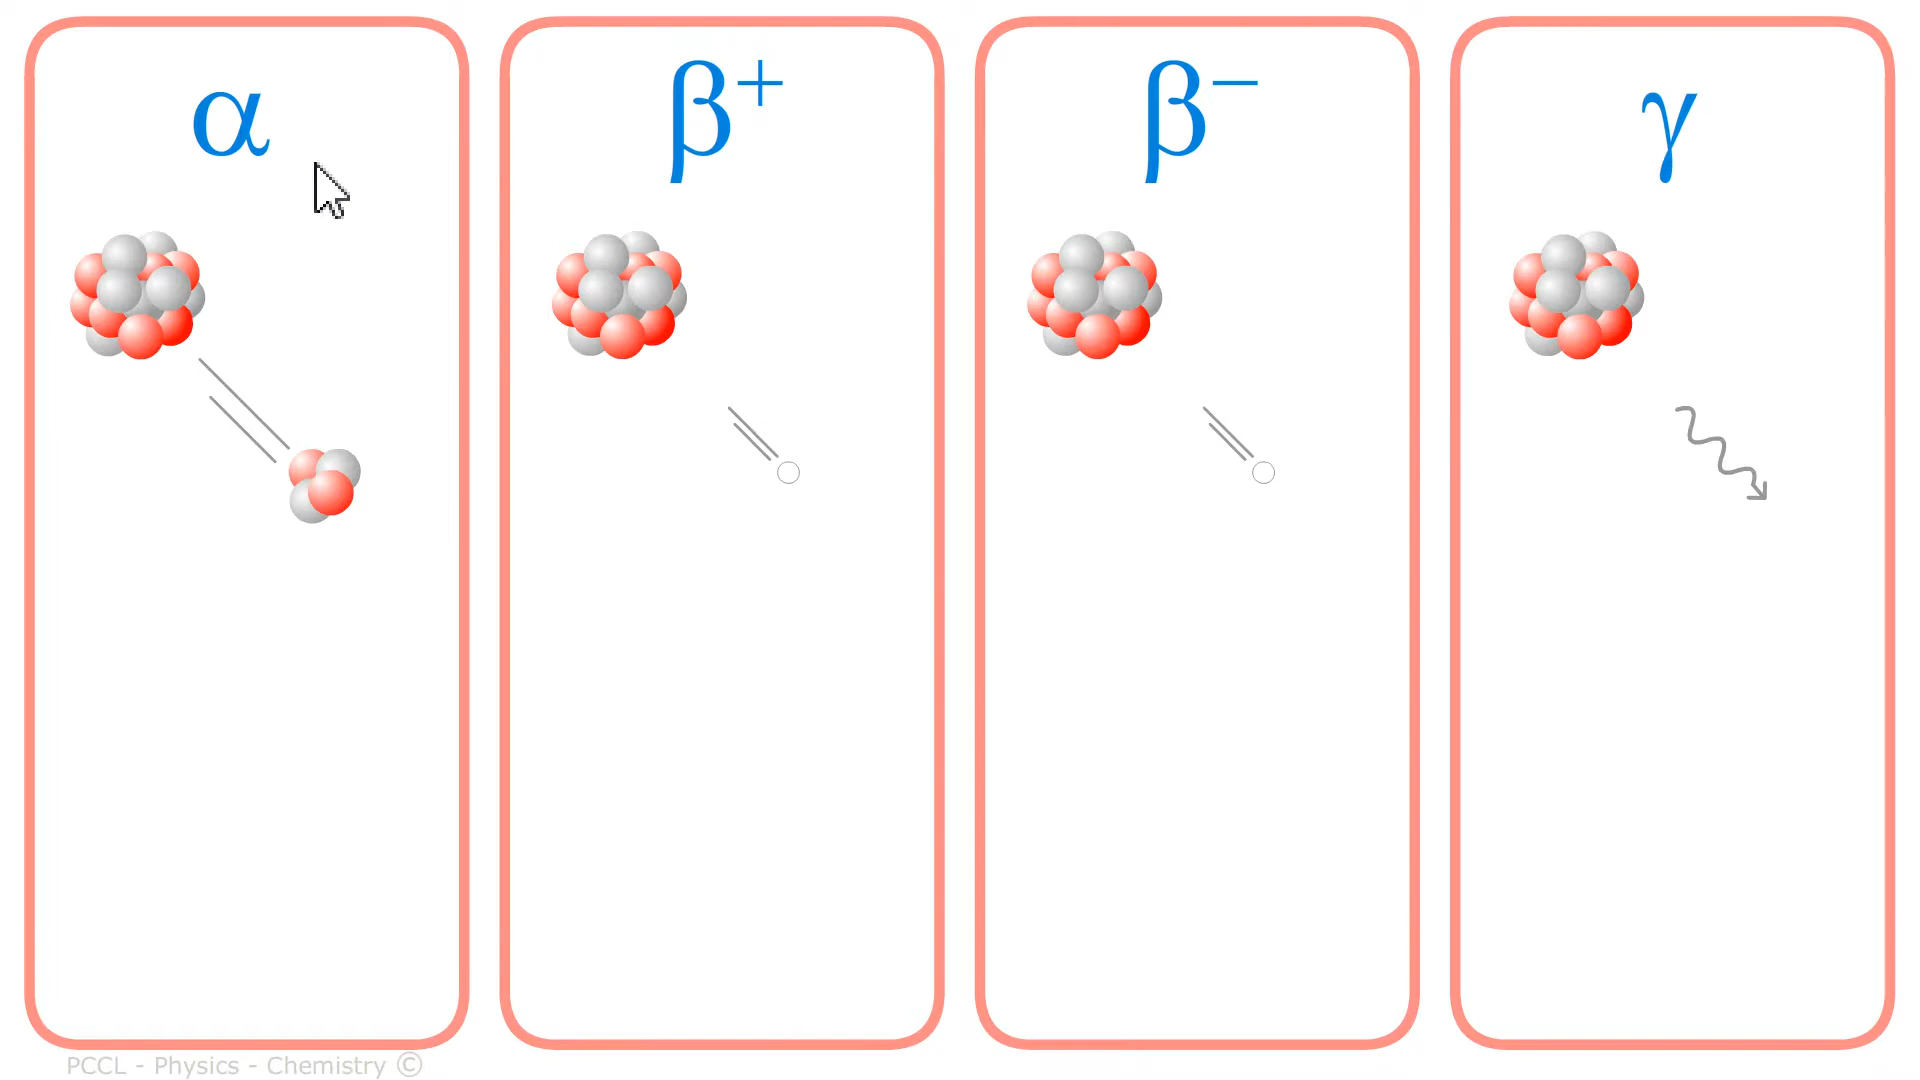 α
β⁺
β⁻
γ
PCCL - Physics - Chemistry ©